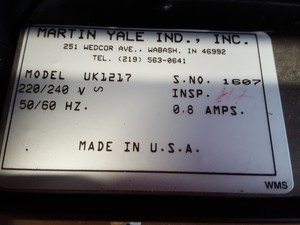 MARTIN YALE IND., INC.
251 WEDCOR AVE., WABASH, IN 46992
TEL. (219) 563-0641
MODEL UK1217 S.NO. 1607
220/240 V S INSP.
50/60 HZ. 0.8 AMPS.
MADE IN U.S.A.
WMS